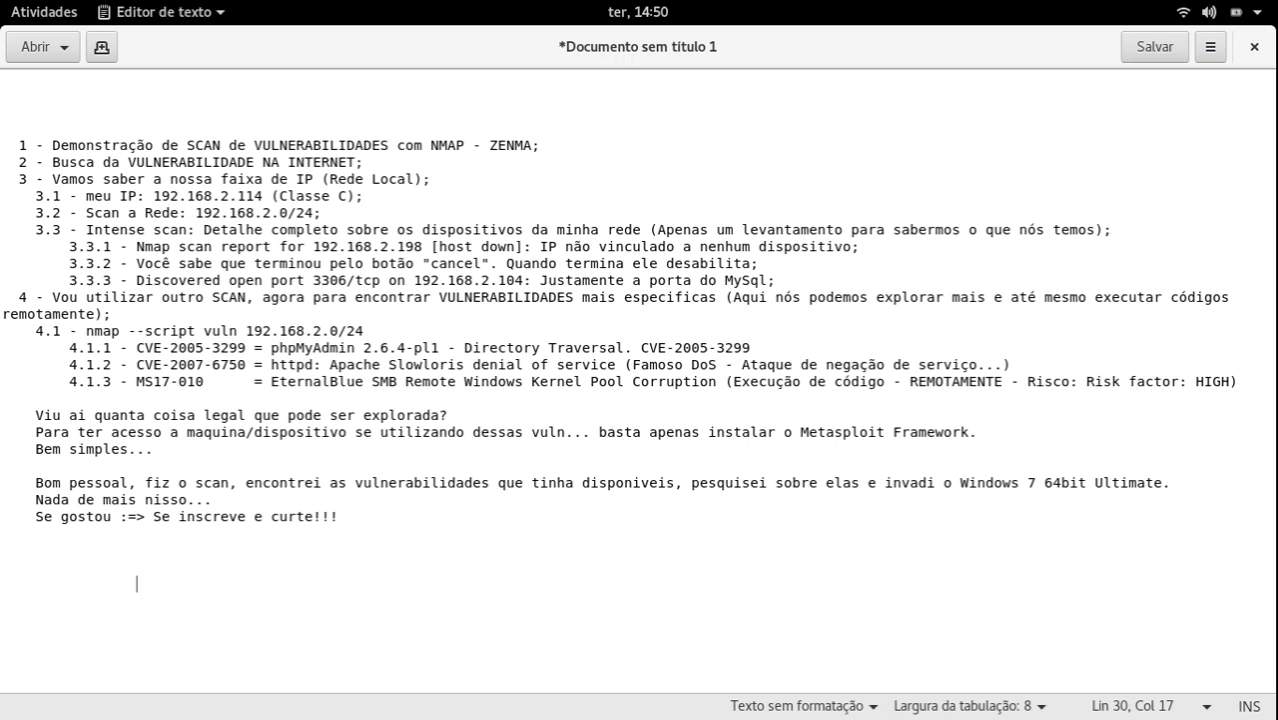 Atividades Editor de texto ter, 14:50
Abrir *Documento sem título 1 Salvar
1 - Demonstração de SCAN de VULNERABILIDADES com NMAP - ZENMA;
2 - Busca da VULNERABILIDADE NA INTERNET;
3 - Vamos saber a nossa faixa de IP (Rede Local);
3.1 - meu IP: 192.168.2.114 (Classe C);
3.2 - Scan a Rede: 192.168.2.0/24;
3.3 - Intense scan: Detalhe completo sobre os dispositivos da minha rede (Apenas um levantamento para sabermos o que nós temos);
3.3.1 - Nmap scan report for 192.168.2.198 [host down]: IP não vinculado a nenhum dispositivo;
3.3.2 - Você sabe que terminou pelo botão "cancel". Quando termina ele desabilita;
3.3.3 - Discovered open port 3306/tcp on 192.168.2.104: Justamente a porta do MySql;
4 - Vou utilizar outro SCAN, agora para encontrar VULNERABILIDADES mais especificas (Aqui nós podemos explorar mais e até mesmo executar códigos
remotamente);
4.1 - nmap --script vuln 192.168.2.0/24
4.1.1 - CVE-2005-3299 = phpMyAdmin 2.6.4-pl1 - Directory Traversal. CVE-2005-3299
4.1.2 - CVE-2007-6750 = httpd: Apache Slowloris denial of service (Famoso DoS - Ataque de negação de serviço...)
4.1.3 - MS17-010 = EternalBlue SMB Remote Windows Kernel Pool Corruption (Execução de código - REMOTAMENTE - Risco: Risk factor: HIGH)
Viu ai quanta coisa legal que pode ser explorada?
Para ter acesso a maquina/dispositivo se utilizando dessas vuln... basta apenas instalar o Metasploit Framework.
Bem simples...
Bom pessoal, fiz o scan, encontrei as vulnerabilidades que tinha disponiveis, pesquisei sobre elas e invadi o Windows 7 64bit Ultimate.
Nada de mais nisso...
Se gostou :=> Se inscreve e curte!!!
Texto sem formatação Largura da tabulação: 8 Lin 30, Col 17 INS